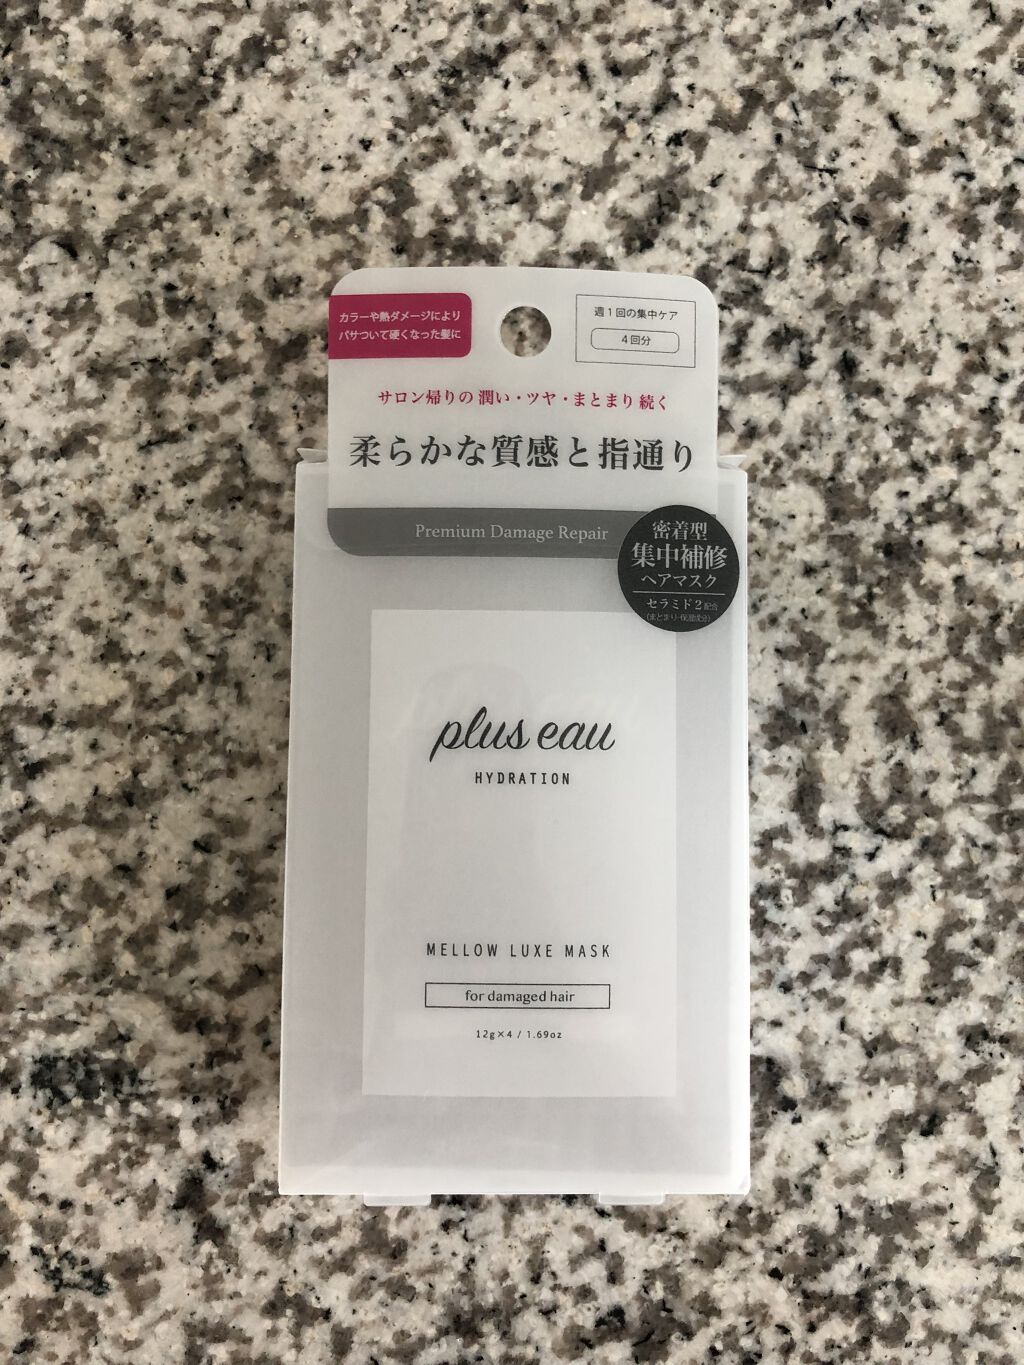 カラーや熱ダメージにより
パサついて硬くなった髪に
週1回の集中ケア
4回分
サロン帰りの潤い・ツヤ・まとまり続く
柔らかな質感と指通り
Premium Damage Repair
密着型
集中補修
ヘアマスク
セラミド2配合
(まとまり・保湿成分)
plus eau
HYDRATION
MELLOW LUXE MASK
for damaged hair
12g×4 / 1.69oz